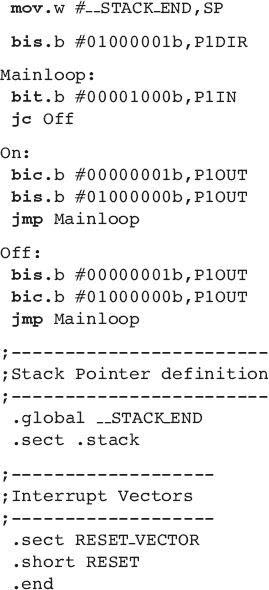 mov.w #__STACK_END,SP
bis.b #01000001b,P1DIR
Mainloop:
bit.b #00001000b,P1IN
jc Off
On:
bic.b #00000001b,P1OUT
bis.b #01000000b,P1OUT
jmp Mainloop
Off:
bis.b #00000001b,P1OUT
bic.b #01000000b,P1OUT
jmp Mainloop
;------------------------
;Stack Pointer definition
;------------------------
.global __STACK_END
.sect .stack
;-------------------
;Interrupt Vectors
;-------------------
.sect RESET_VECTOR
.short RESET
.end